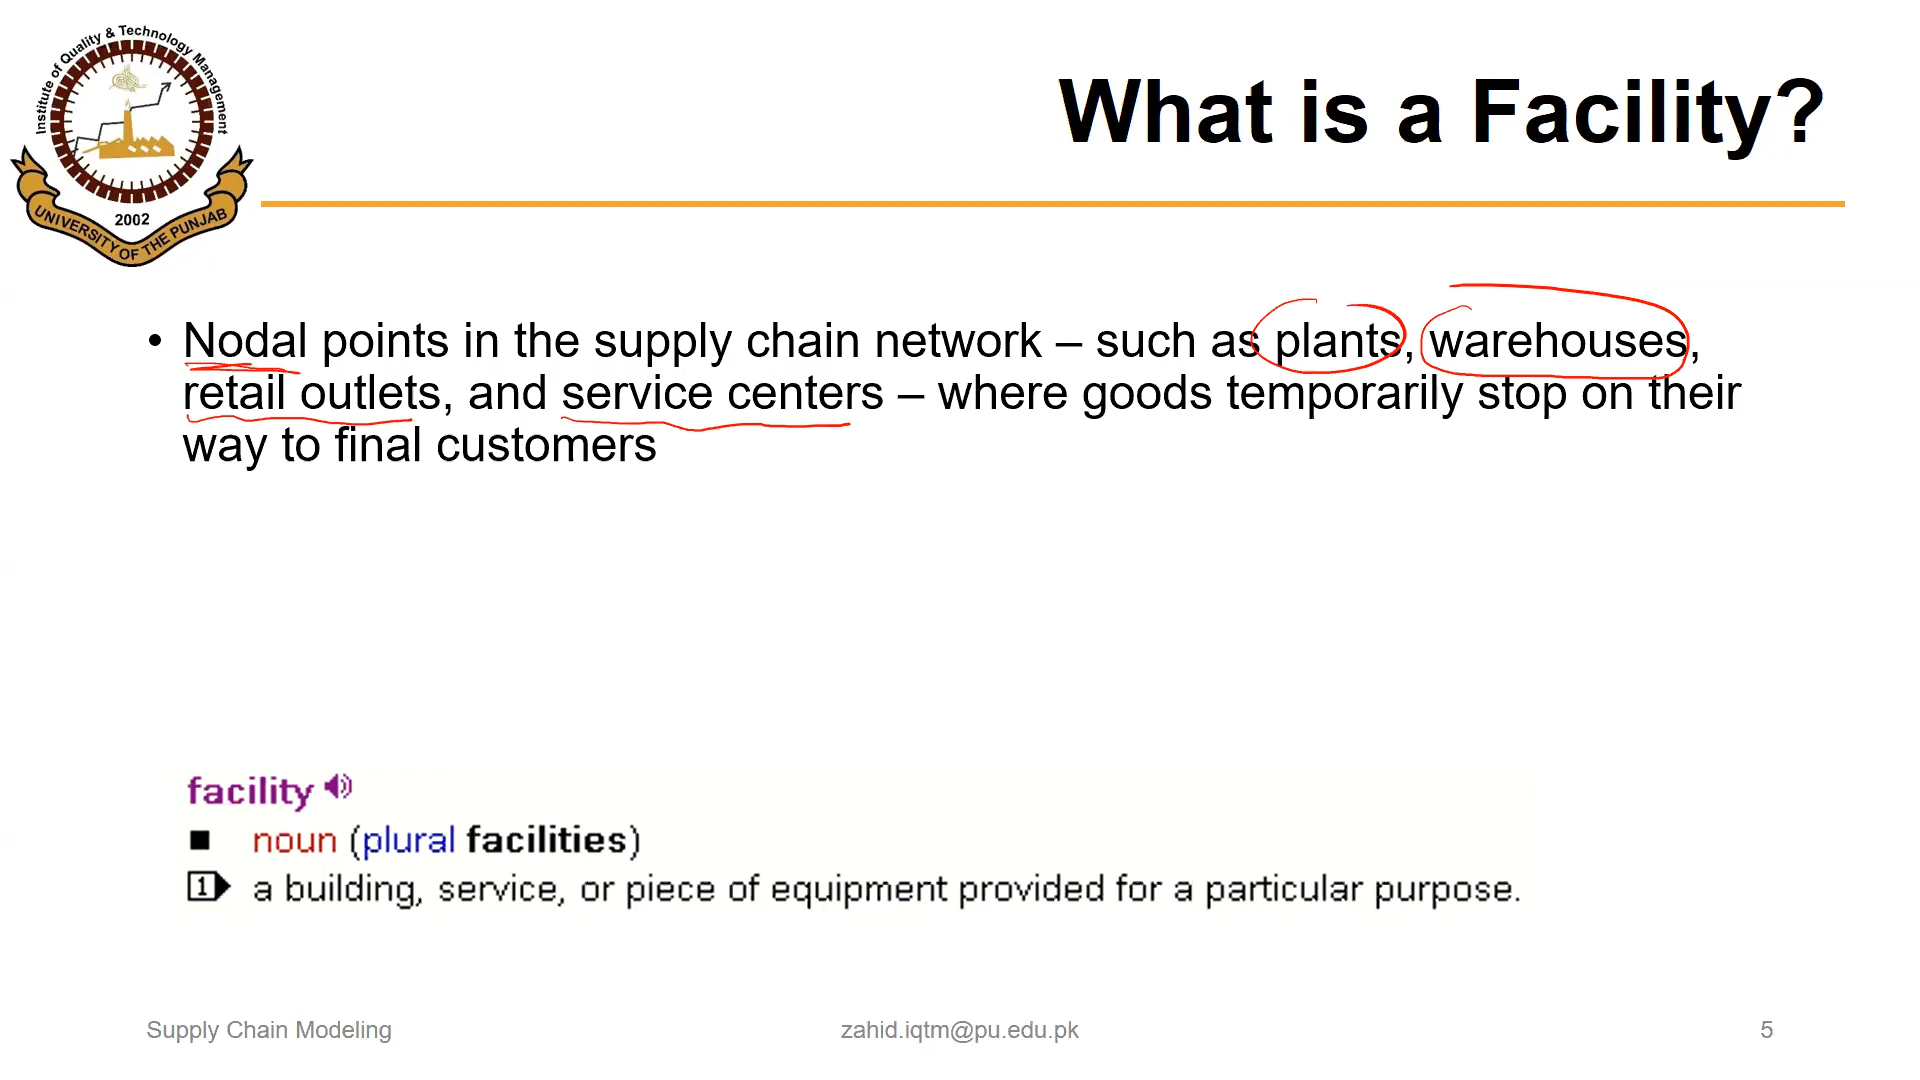 Institute of Quality & Technology Management
2002
UNIVERSITY OF THE PUNJAB
What is a Facility?
• Nodal points in the supply chain network – such as plants, warehouses,
retail outlets, and service centers – where goods temporarily stop on their
way to final customers
facility
■ noun (plural facilities)
1 a building, service, or piece of equipment provided for a particular purpose.
Supply Chain Modeling
zahid.iqtm@pu.edu.pk
5